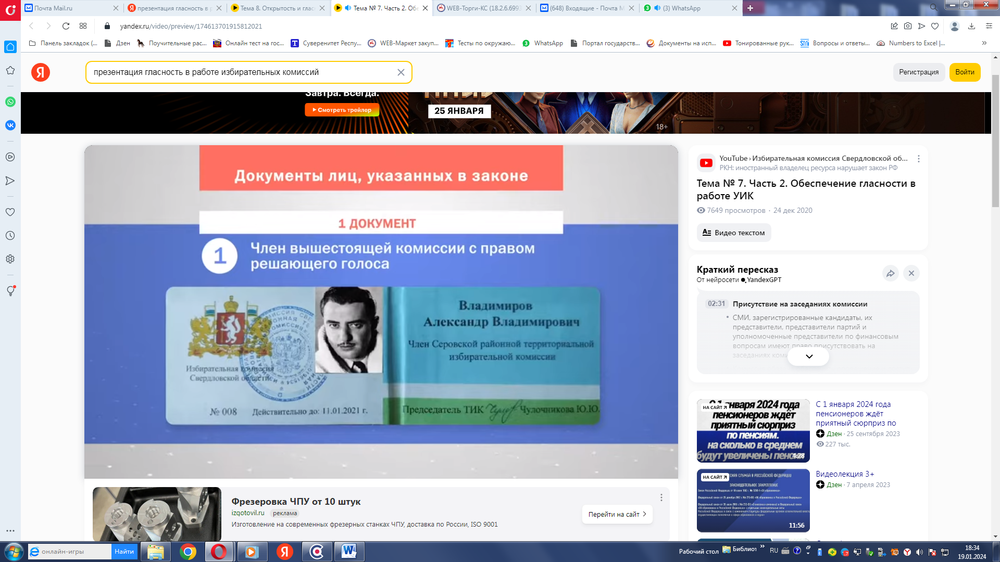 Почта Mail.ru
презентация гласность в р
Тема 8. Открытость и глас
Тема № 7. Часть 2. Обе
WEB-Торги-КС (18.2.6.6993
(648) Входящие - Почта M
(3) WhatsApp
yandex.ru/video/preview/174613701915812021
Панель закладок (...
Дзен
Поучительные рас...
Онлайн тест на гос...
Суверенитет Респу...
WEB-Маркет закуп...
Тесты по окружаю...
WhatsApp
Портал государств...
Документы на исп...
Тонированные рук...
Вопросы и ответы...
Numbers to Excel |...
Я
презентация гласность в работе избирательных комиссий
Регистрация
Войти
Завтра. Всегда.
Смотреть трейлер
25 ЯНВАРЯ
18+
Документы лиц, указанных в законе
1 ДОКУМЕНТ
1
Член вышестоящей комиссии с правом
решающего голоса
Владимиров
Александр Владимирович
Член Серовской районной территориальной
избирательной комиссии
Избирательная комиссия
Свердловской области
№ 008 Действительно до: 11.01.2021 г.
Председатель ТИК Чулочникова Ю.Ю.
YouTube › Избирательная комиссия Свердловской об...
РКН: иностранный владелец ресурса нарушает закон РФ
Тема № 7. Часть 2. Обеспечение гласности в
работе УИК
7649 просмотров · 24 дек 2020
Видео текстом
Краткий пересказ
От нейросети YandexGPT
02:31 Присутствие на заседаниях комиссии
• СМИ, зарегистрированные кандидаты, их
представители, представители партий и
уполномоченные представители по финансовым
вопросам имеют право присутствовать на
заседаниях
НА САЙТ
С 1 января 2024 года
пенсионеров ждёт
приятный сюрприз
по пенсиям.
на сколько в среднем
будут увеличены
4:28
С 1 января 2024 года
пенсионеров ждёт
приятный сюрприз по
Дзен · 25 сентября 2023
227 тыс.
НА САЙТ
СЛУЖБА В РОССИЙСКОЙ ФЕДЕРАЦИИ
ЗАКОНОДАТЕЛЬНОЕ ЗАКРЕПЛЕНИЕ
11:56
Видеолекция 3+
Дзен · 7 апреля 2023
Фрезеровка ЧПУ от 10 штук
izgotovil.ru реклама
Изготовление на современных фрезерных станках ЧПУ, доставка по России, ISO 9001
Перейти на сайт
онлайн-игры
Найти
Рабочий стол
Библиот
»
RU
18:34
19.01.2024